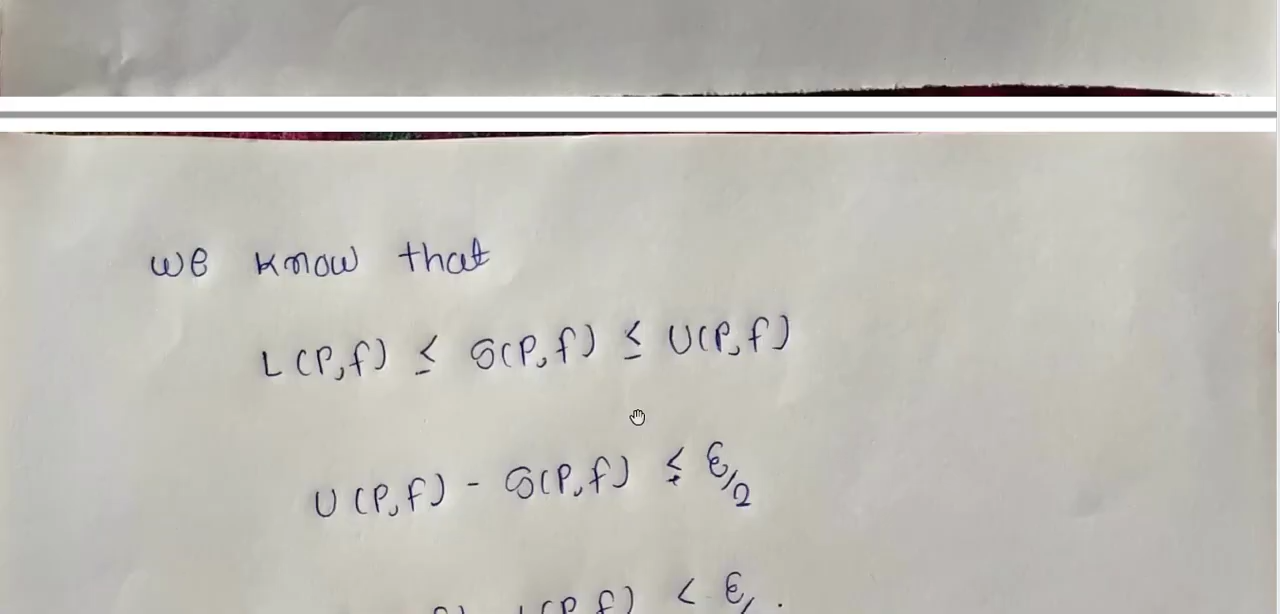 we know that
L(P,f) ≤ S(P,f) ≤ U(P,f)
U(P,f) - S(P,f) ≤ ε/2
L(P,f) < ε/